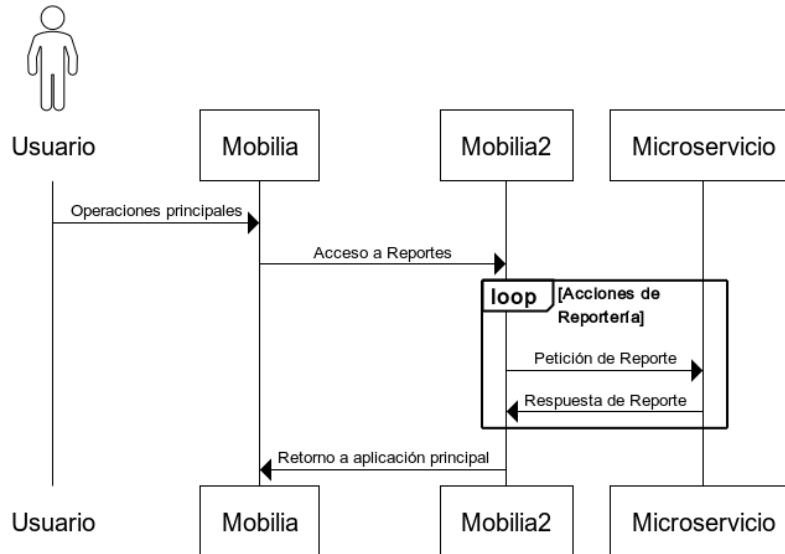 Usuario
Mobilia
Mobilia2
Microservicio
Operaciones principales
Acceso a Reportes
loop
[Acciones de
Reportería]
Petición de Reporte
Respuesta de Reporte
Retorno a aplicación principal
Usuario
Mobilia
Mobilia2
Microservicio